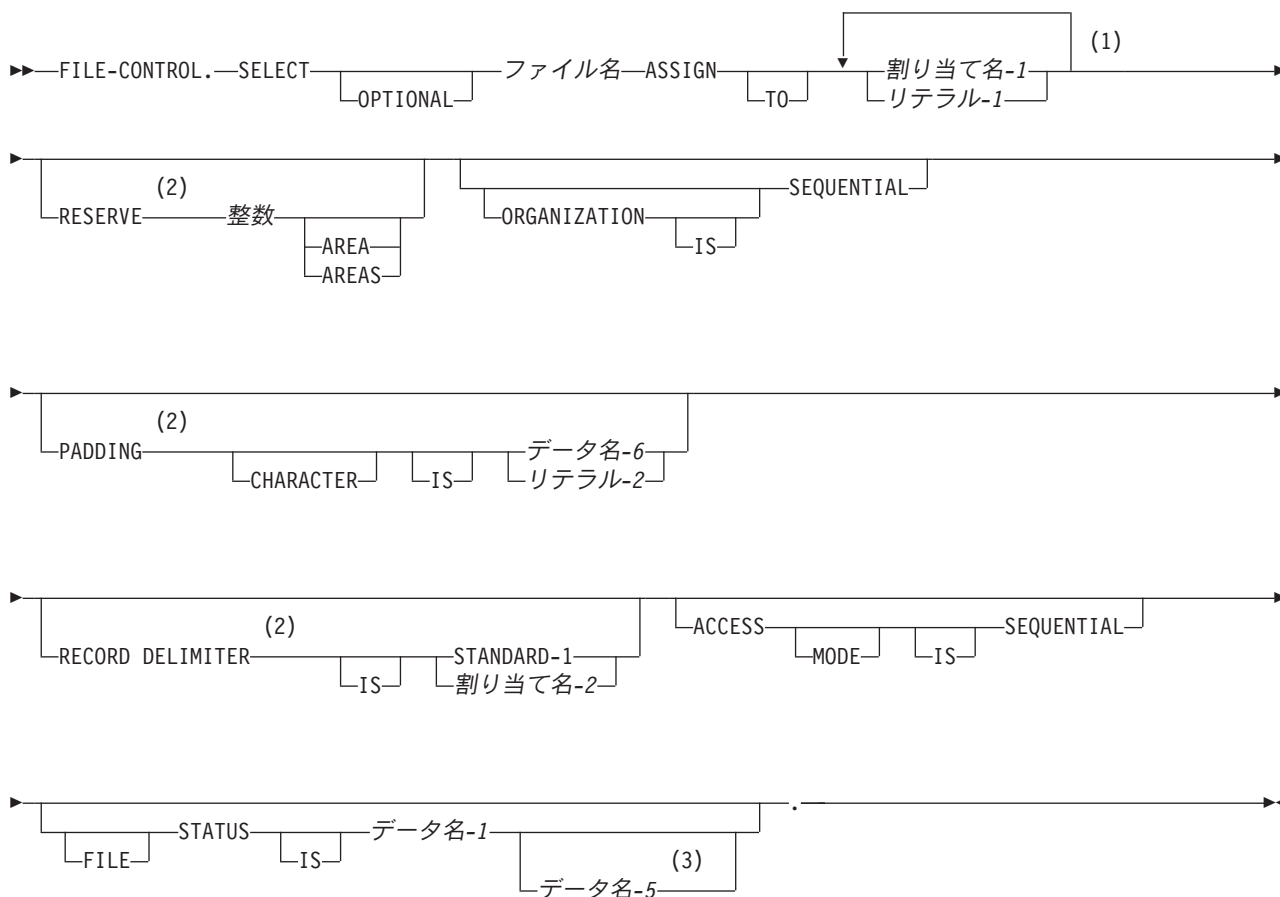 (1)
FILE-CONTROL. SELECT ファイル名 ASSIGN 割り当て名-1
OPTIONAL TO リテラル-1
(2) SEQUENTIAL
RESERVE 整数 ORGANIZATION
AREA IS
AREAS
(2)
PADDING データ名-6
CHARACTER IS リテラル-2
(2) ACCESS SEQUENTIAL
RECORD DELIMITER STANDARD-1 MODE IS
IS 割り当て名-2
STATUS データ名-1 .
FILE IS (3)
データ名-5